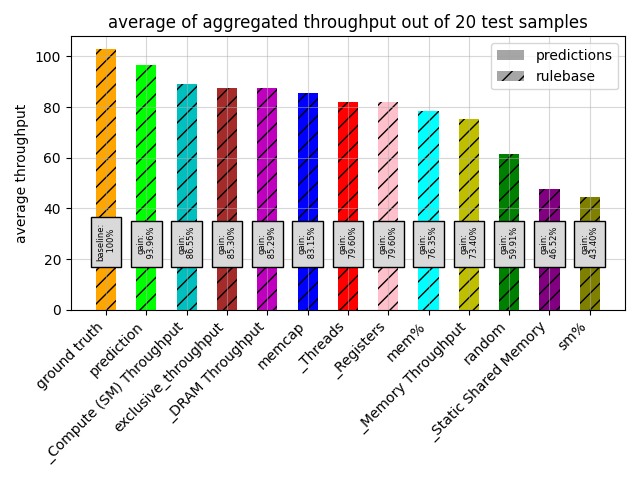 average of aggregated throughput out of 20 test samples
predictions
rulebase
average throughput
100
80
60
40
20
0
baseline:
100%
gain:
93.96%
gain:
86.55%
gain:
85.30%
gain:
85.29%
gain:
83.15%
gain:
79.60%
gain:
79.60%
gain:
76.35%
gain:
73.40%
gain:
59.91%
gain:
46.52%
gain:
43.40%
ground truth
prediction
_Compute (SM) Throughput
exclusive_throughput
_DRAM Throughput
memcap
_Threads
_Registers
mem%
_Memory Throughput
random
_Static Shared Memory
sm%